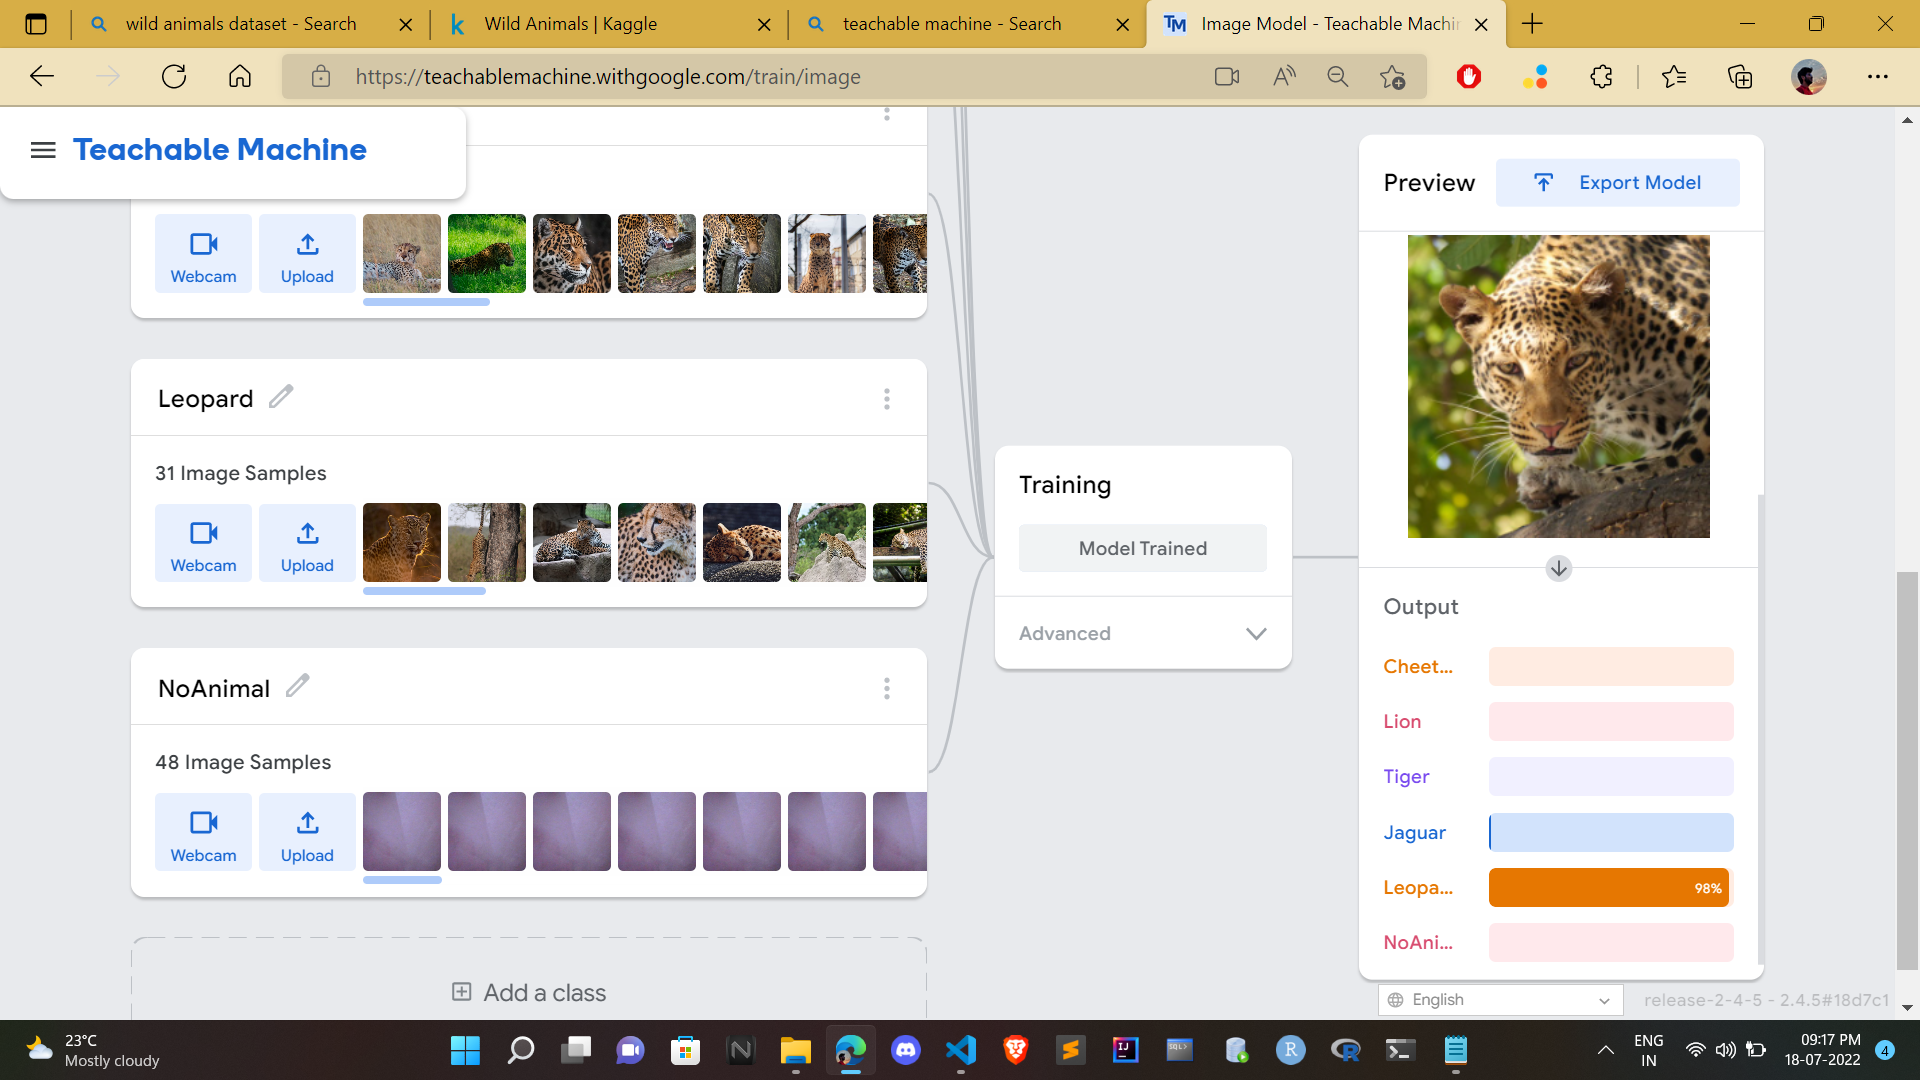 wild animals dataset - Search
Wild Animals | Kaggle
teachable machine - Search
Image Model - Teachable Machi
https://teachablemachine.withgoogle.com/train/image
Teachable Machine
Webcam
Upload
Leopard
31 Image Samples
Webcam
Upload
NoAnimal
48 Image Samples
Webcam
Upload
Add a class
Training
Model Trained
Advanced
Preview
Export Model
Output
Cheet...
Lion
Tiger
Jaguar
Leopa...
98%
NoAni...
English
release-2-4-5 - 2.4.5#18d7c1
23°C
Mostly cloudy
ENG
IN
09:17 PM
18-07-2022
4